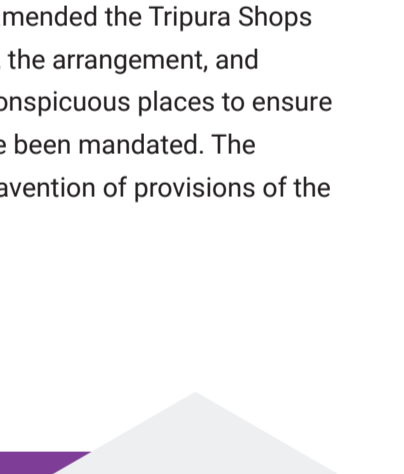 mended the Tripura Shops
the arrangement, and
onspicuous places to ensure
been mandated. The
avention of provisions of the